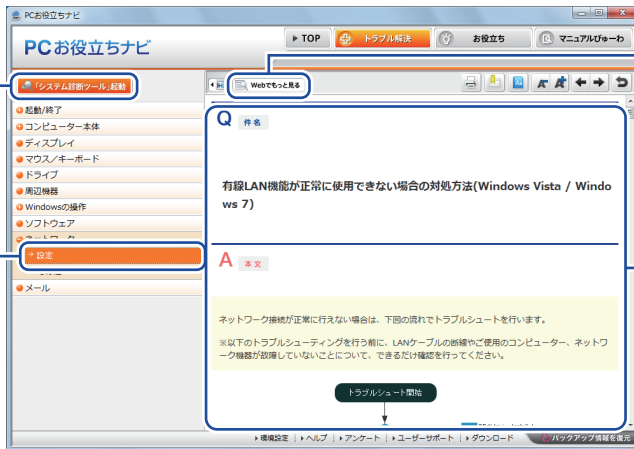 PCお役立ちナビ
PCお役立ちナビ
TOP
トラブル解決
お役立ち
マニュアルびゅーわ
「システム診断ツール」起動
Webでもっと見る
起動/終了
コンピューター本体
ディスプレイ
マウス/キーボード
ドライブ
周辺機器
Windowsの操作
ソフトウェア
ネットワーク
設定
メール
Q 件名
有線LAN機能が正常に使用できない場合の対処方法(Windows Vista / Windo
ws 7)
A 本文
ネットワーク接続が正常に行えない場合は、下図の流れでトラブルシュートを行います。
※以下のトラブルシューティングを行う前に、LANケーブルの断線やご使用のコンピューター、ネットワ
ーク機器が故障していないことについて、できるだけ確認を行ってください。
トラブルシュート開始
環境設定 | ヘルプ | アンケート | ユーザーサポート | ダウンロード
バックアップ情報を復元